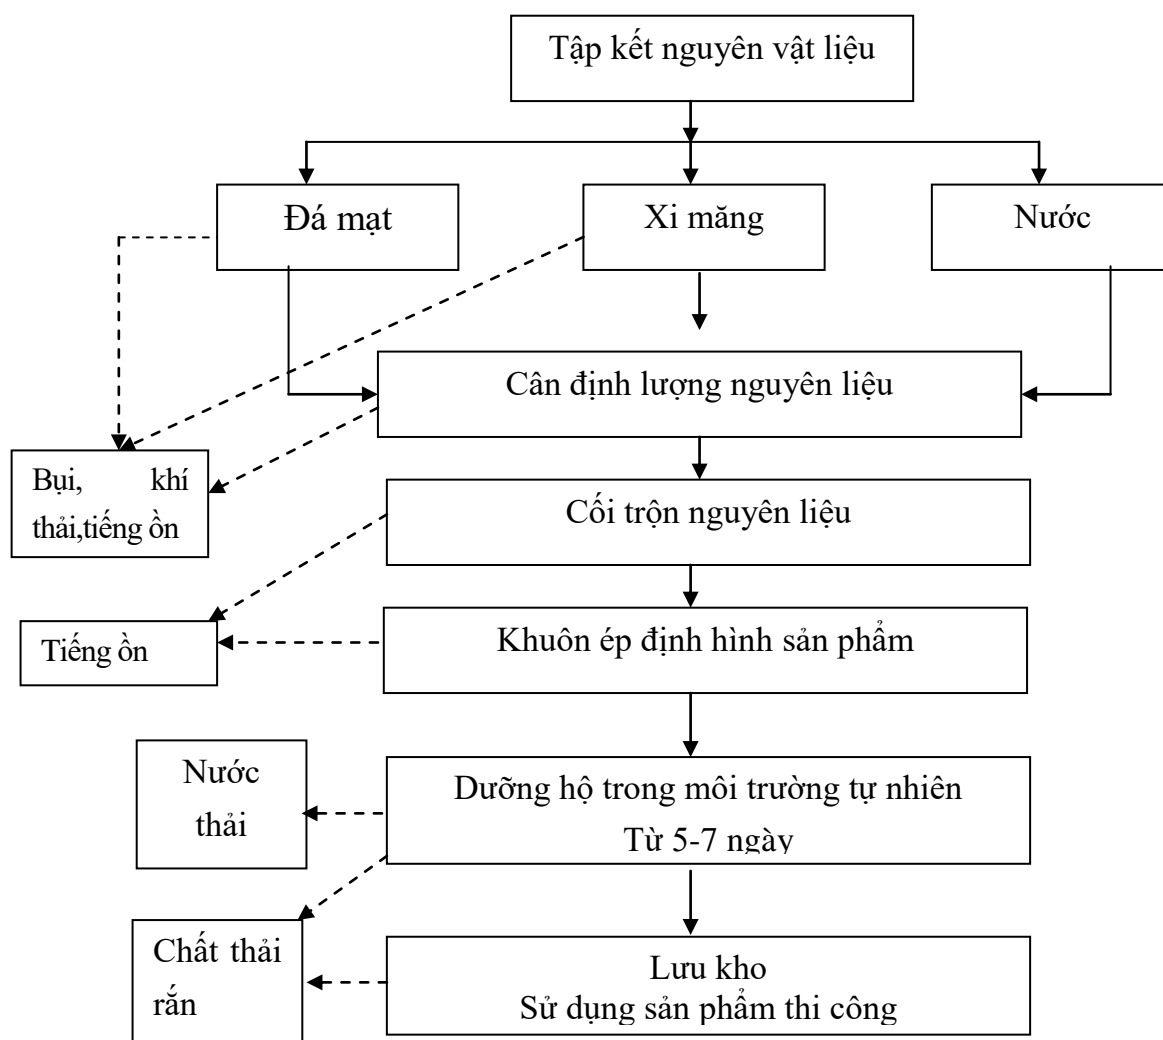 Tập kết nguyên vật liệu
Đá mạt
Xi măng
Nước
Cân định lượng nguyên liệu
Bụi, khí
thải,tiếng ồn
Cối trộn nguyên liệu
Tiếng ồn
Khuôn ép định hình sản phẩm
Nước
thải
Dưỡng hộ trong môi trường tự nhiên
Từ 5-7 ngày
Chất thải
rắn
Lưu kho
Sử dụng sản phẩm thi công